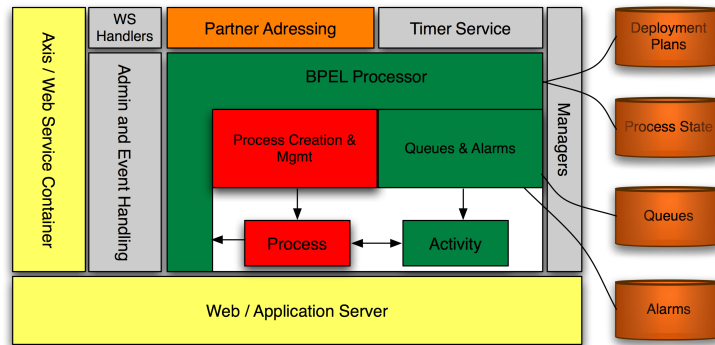 Axis / Web Service
Container
WS
Handlers
Admin and Event Handling
Partner Adressing
Timer Service
BPEL Processor
Process Creation &
Mgmt
Queues & Alarms
Process
Activity
Managers
Web / Application Server
Deployment
Plans
Process State
Queues
Alarms